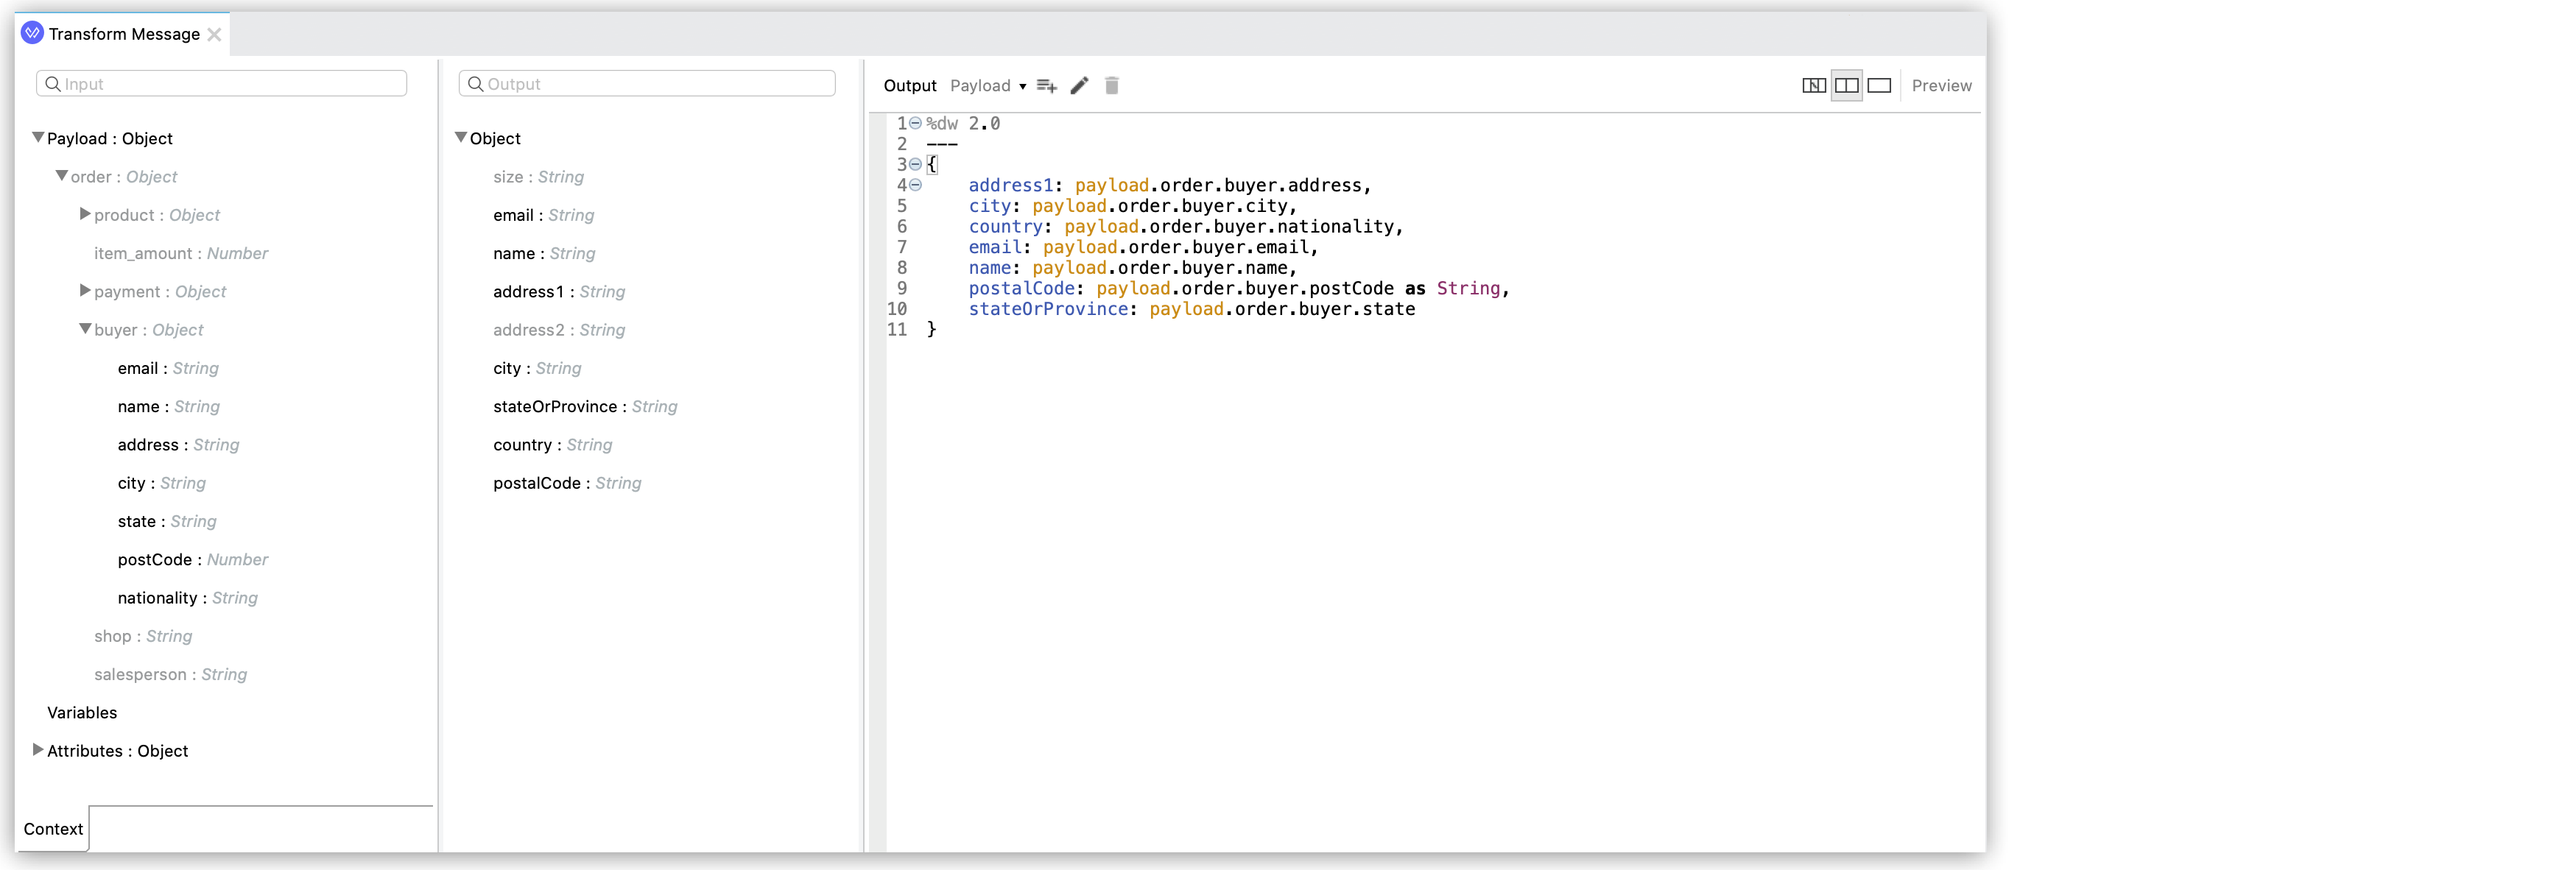 Transform Message
Input
Payload : Object
order : Object
product : Object
item_amount : Number
payment : Object
buyer : Object
email : String
name : String
address : String
city : String
state : String
postCode : Number
nationality : String
shop : String
salesperson : String
Variables
Attributes : Object
Context
Output
Object
size : String
email : String
name : String
address1 : String
address2 : String
city : String
stateOrProvince : String
country : String
postalCode : String
Output Payload Preview
1 %dw 2.0
2 ---
3 {
4 address1: payload.order.buyer.address,
5 city: payload.order.buyer.city,
6 country: payload.order.buyer.nationality,
7 email: payload.order.buyer.email,
8 name: payload.order.buyer.name,
9 postalCode: payload.order.buyer.postCode as String,
10 stateOrProvince: payload.order.buyer.state
11 }